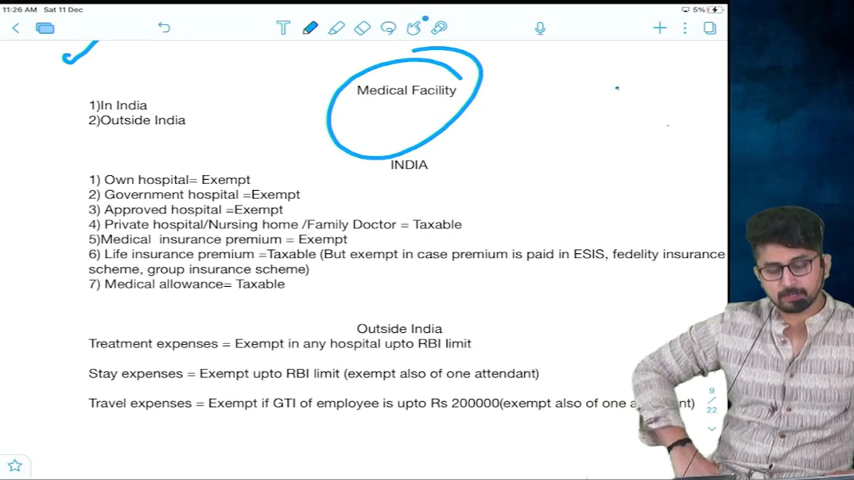 11:26 AM Sat 11 Dec 5%
T
Medical Facility
1)In India
2)Outside India
INDIA
1) Own hospital= Exempt
2) Government hospital =Exempt
3) Approved hospital =Exempt
4) Private hospital/Nursing home /Family Doctor = Taxable
5)Medical insurance premium = Exempt
6) Life insurance premium =Taxable (But exempt in case premium is paid in ESIS, fedelity insurance
scheme, group insurance scheme)
7) Medical allowance= Taxable
Outside India
Treatment expenses = Exempt in any hospital upto RBI limit
Stay expenses = Exempt upto RBI limit (exempt also of one attendant)
Travel expenses = Exempt if GTI of employee is upto Rs 200000(exempt also of one nt)
9
/
22